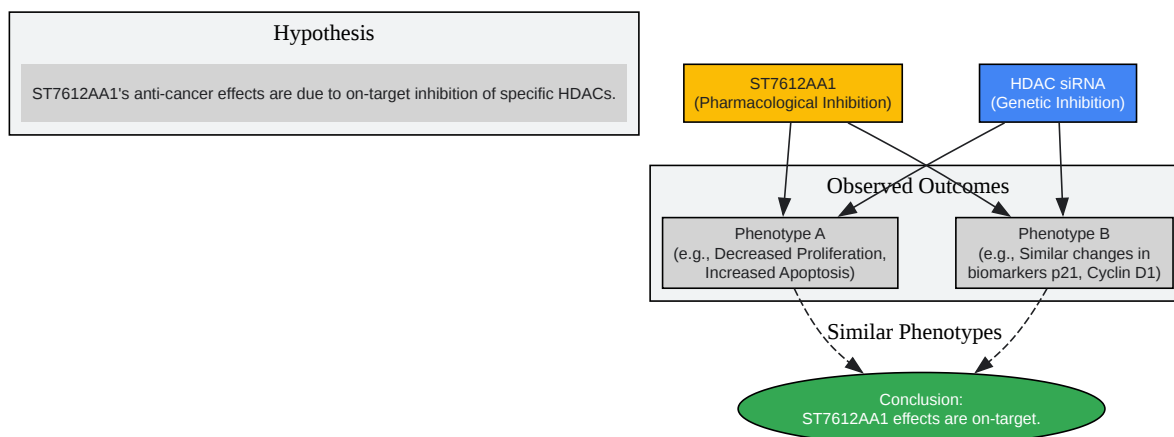 Hypothesis
ST7612AA1's anti-cancer effects are due to on-target inhibition of specific HDACs.
ST7612AA1
(Pharmacological Inhibition)
HDAC siRNA
(Genetic Inhibition)
Observed Outcomes
Phenotype A
(e.g., Decreased Proliferation,
Increased Apoptosis)
Phenotype B
(e.g., Similar changes in
biomarkers p21, Cyclin D1)
Similar Phenotypes
Conclusion:
ST7612AA1 effects are on-target.